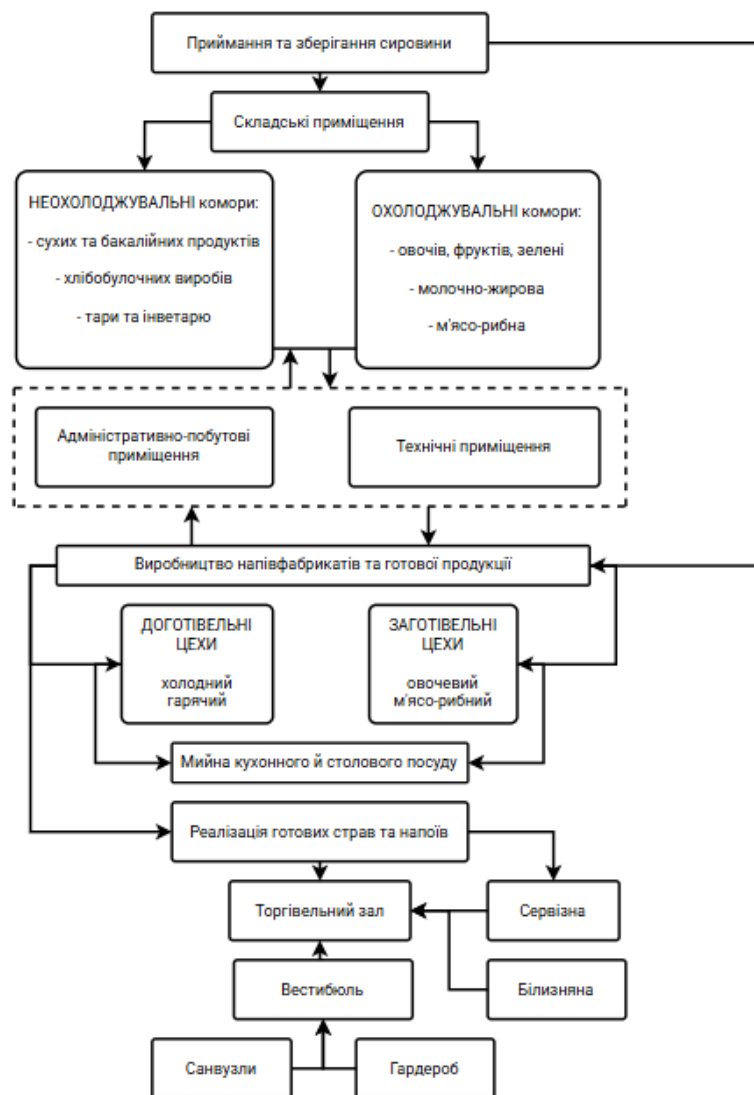 Приймання та зберігання сировини
Складські приміщення
НЕОХОЛОДЖУВАЛЬНІ комори:
- сухих та бакалійних продуктів
- хлібобулочних виробів
- тари та інветарю
ОХОЛОДЖУВАЛЬНІ комори:
- овочів, фруктів, зелені
- молочно-жирова
- м'ясо-рибна
Адміністративно-побутові
приміщення
Технічні приміщення
Виробництво напівфабрикатів та готової продукції
ДОГОТІВЕЛЬНІ
ЦЕХИ
холодний
гарячий
ЗАГОТІВЕЛЬНІ
ЦЕХИ
овочевий
м'ясо-рибний
Мийна кухонного й столового посуду
Реалізація готових страв та напоїв
Торгівельний зал
Сервізна
Вестибюль
Білизняна
Санвузли
Гардероб